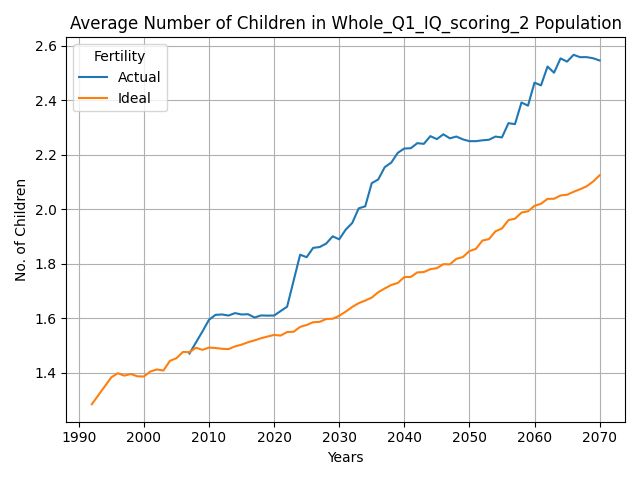 Average Number of Children in Whole_Q1_IQ_scoring_2 Population
Fertility
Actual
Ideal
No. of Children
2.6
2.4
2.2
2.0
1.8
1.6
1.4
1990 2000 2010 2020 2030 2040 2050 2060 2070
Years